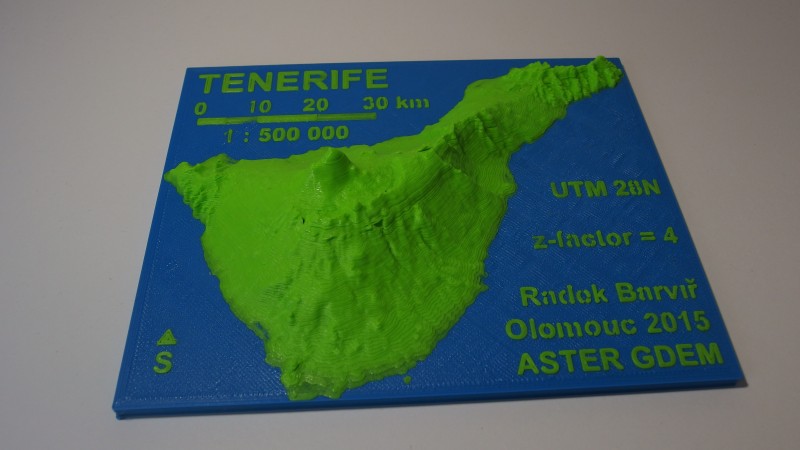 TENERIFE
0 10 20 30 km
1 : 500 000
UTM 28N
z-factor = 4
Radek Barvíř
Olomouc 2015
ASTER GDEM
S